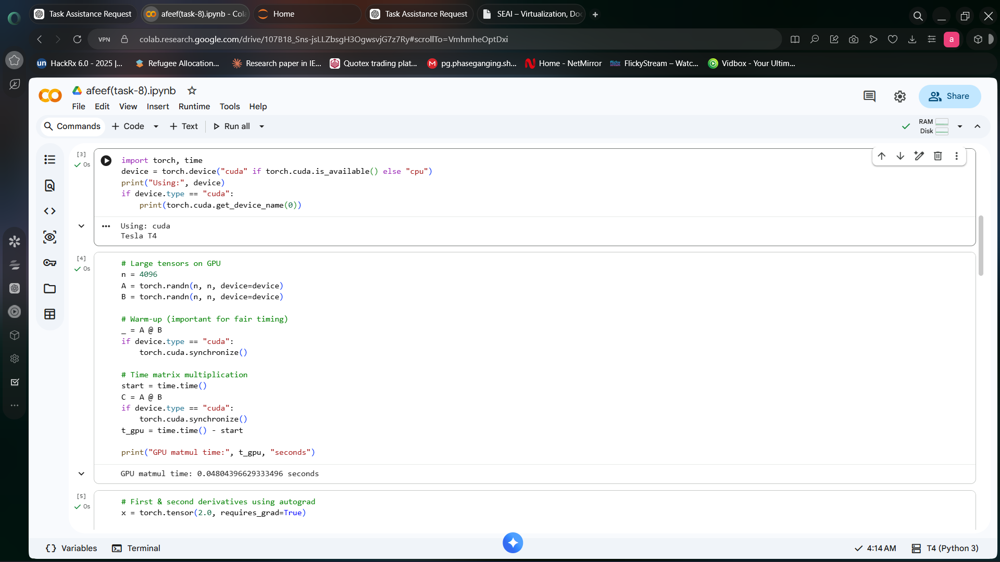 Task Assistance Request
afeef(task-8).ipynb - Cola
Home
Task Assistance Request
SEAI – Virtualization, Doc
VPN
colab.research.google.com/drive/107B18_Sns-jsLLZbsgH3OgwsvjG7z7Ry#scrollTo=VmhmheOptDxi
a
HackRx 6.0 - 2025 |...
Refugee Allocation...
Research paper in IE...
Quotex trading plat...
pg.phaseganging.sh...
Home - NetMirror
FlickyStream – Watc...
Vidbox - Your Ultim...
afeef(task-8).ipynb
File Edit View Insert Runtime Tools Help
Share
Commands + Code + Text Run all
RAM
Disk
[3]
0s
import torch, time
device = torch.device("cuda" if torch.cuda.is_available() else "cpu")
print("Using:", device)
if device.type == "cuda":
    print(torch.cuda.get_device_name(0))
Using: cuda
Tesla T4
[4]
0s
# Large tensors on GPU
n = 4096
A = torch.randn(n, n, device=device)
B = torch.randn(n, n, device=device)
# Warm-up (important for fair timing)
_ = A @ B
if device.type == "cuda":
    torch.cuda.synchronize()
# Time matrix multiplication
start = time.time()
C = A @ B
if device.type == "cuda":
    torch.cuda.synchronize()
t_gpu = time.time() - start
print("GPU matmul time:", t_gpu, "seconds")
GPU matmul time: 0.04804396629333496 seconds
[5]
0s
# First & second derivatives using autograd
x = torch.tensor(2.0, requires_grad=True)
Variables Terminal
4:14 AM T4 (Python 3)